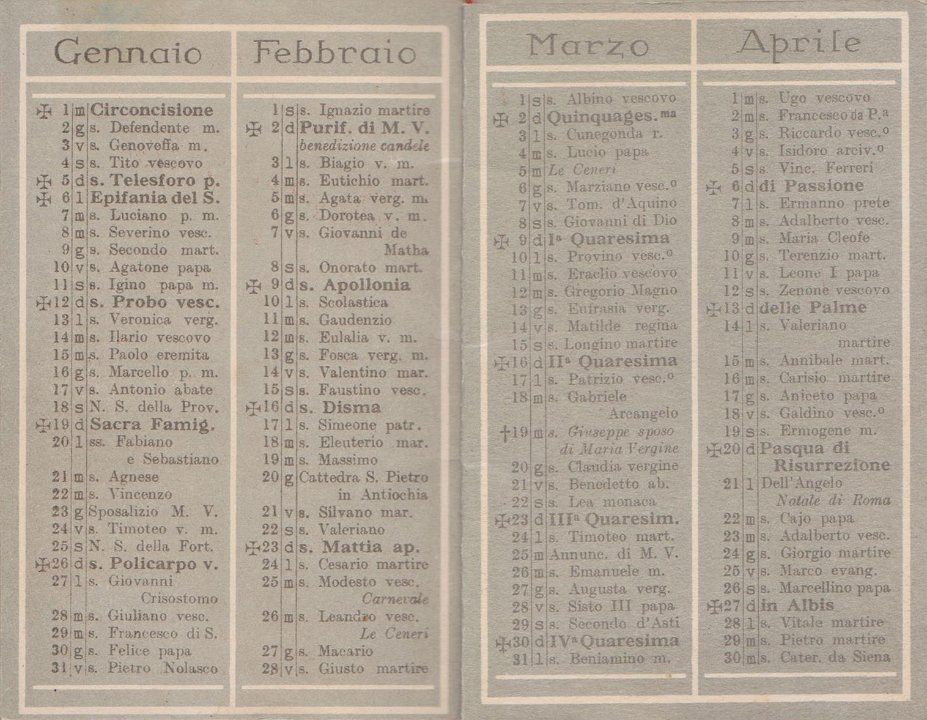 Gennaio
✠ 1 m Circoncisione
2 g s. Defendente m.
3 v s. Genoveffa m.
4 s s. Tito vescovo
✠ 5 d s. Telesforo p.
✠ 6 l Epifania del S.
7 m s. Luciano p. m.
8 m s. Severino vesc.
9 g s. Secondo mart.
10 v s. Agatone papa
11 s s. Igino papa m.
✠ 12 d s. Probo vesc.
13 l s. Veronica verg.
14 m s. Ilario vescovo
15 m s. Paolo eremita
16 g s. Marcello p. m.
17 v s. Antonio abate
18 s N. S. della Prov.
✠ 19 d Sacra Famig.
20 l ss. Fabiano
e Sebastiano
21 m s. Agnese
22 m s. Vincenzo
23 g Sposalizio M. V.
24 v s. Timoteo v. m.
25 s N. S. della Fort.
✠ 26 d s. Policarpo v.
27 l s. Giovanni
Crisostomo
28 m s. Giuliano vesc.
29 m s. Francesco di S.
30 g s. Felice papa
31 v s. Pietro Nolasco
Febbraio
1 s s. Ignazio martire
✠ 2 d Purif. di M. V.
benedizione candele
3 l s. Biagio v. m.
4 m s. Eutichio mart.
5 m s. Agata verg. m.
6 g s. Dorotea v. m.
7 v s. Giovanni de
Matha
8 s s. Onorato mart.
✠ 9 d s. Apollonia
10 l s. Scolastica
11 m s. Gaudenzio
12 m s. Eulalia v. m.
13 g s. Fosca verg. m.
14 v s. Valentino mar.
15 s s. Faustino vesc.
✠ 16 d s. Disma
17 l s. Simeone patr.
18 m s. Eleuterio mar.
19 m s. Massimo
20 g Cattedra S. Pietro
in Antiochia
21 v s. Silvano mar.
22 s s. Valeriano
✠ 23 d s. Mattia ap.
24 l s. Cesario martire
25 m s. Modesto vesc.
Carnevale
26 m s. Leandro vesc.
Le Ceneri
27 g s. Macario
28 v s. Giusto martire
Marzo
1 s s. Albino vescovo
✠ 2 d Quinquages.ma
3 l s. Cunegonda r.
4 m s. Lucio papa
5 m Le Ceneri
6 g s. Marziano vesc.º
7 v s. Tom. d'Aquino
8 s s. Giovanni di Dio
✠ 9 d Iª Quaresima
10 l s. Provino vesc.º
11 m s. Eraclio vescovo
12 m s. Gregorio Magno
13 g s. Eufrasia verg.
14 v s. Matilde regina
15 s s. Longino martire
✠ 16 d IIª Quaresima
17 l s. Patrizio vesc.º
18 m s. Gabriele
Arcangelo
✝ 19 m s. Giuseppe sposo
di Maria Vergine
20 g s. Claudia vergine
21 v s. Benedetto ab.
22 s s. Lea monaca
✠ 23 d IIIª Quaresim.
24 l s. Timoteo mart.
25 m Annunc. di M. V.
26 m s. Emanuele m.
27 g s. Augusta verg.
28 v s. Sisto III papa
29 s s. Secondo d'Asti
✠ 30 d IVª Quaresima
31 l s. Beniamino m.
Aprile
1 m s. Ugo vescovo
2 m s. Francesco da P.ª
3 g s. Riccardo vesc.º
4 v s. Isidoro arciv.º
5 s s. Vinc. Ferreri
✠ 6 d di Passione
7 l s. Ermanno prete
8 m s. Adalberto vesc.
9 m s. Maria Cleofe
10 g s. Terenzio mart.
11 v s. Leone I papa
12 s s. Zenone vescovo
✠ 13 d delle Palme
14 l s. Valeriano
martire
15 m s. Annibale mart.
16 m s. Carisio martire
17 g s. Aniceto papa
18 v s. Galdino vesc.º
19 s s. Ermogene m.
✠ 20 d Pasqua di
Risurrezione
21 l Dell'Angelo
Natale di Roma
22 m s. Cajo papa
23 m s. Adalberto vesc.
24 g s. Giorgio martire
25 v s. Marco evang.
26 s s. Marcellino papa
✠ 27 d in Albis
28 l s. Vitale martire
29 m s. Pietro martire
30 m s. Cater. da Siena